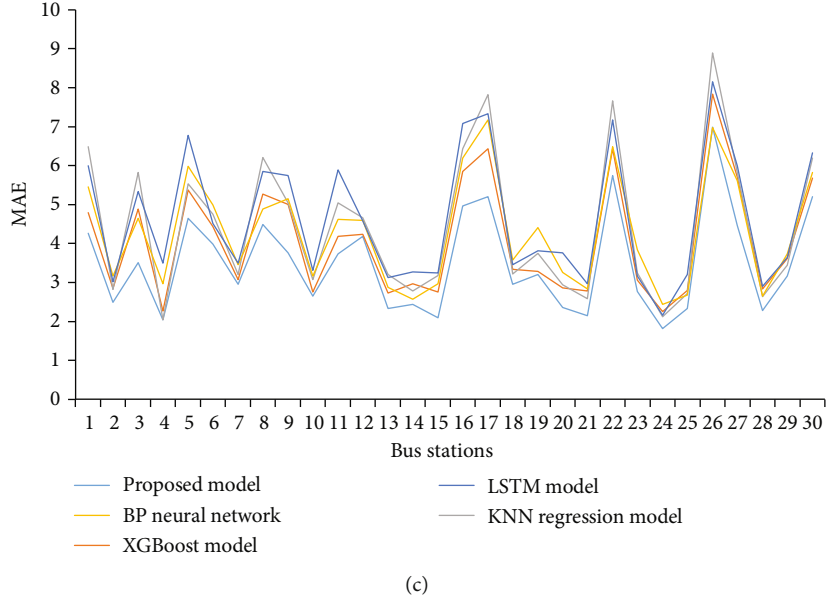 10
9
8
7
6
5
4
3
2
1
0
MAE
1 2 3 4 5 6 7 8 9 10 11 12 13 14 15 16 17 18 19 20 21 22 23 24 25 26 27 28 29 30
Bus stations
Proposed model
BP neural network
XGBoost model
LSTM model
KNN regression model
(c)